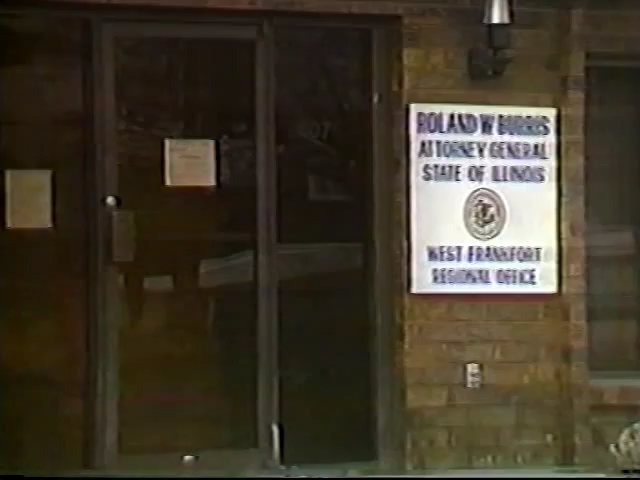 ROLAND W BURRIS
ATTORNEY GENERAL
STATE OF ILLINOIS
WEST FRANKFORT
REGIONAL OFFICE